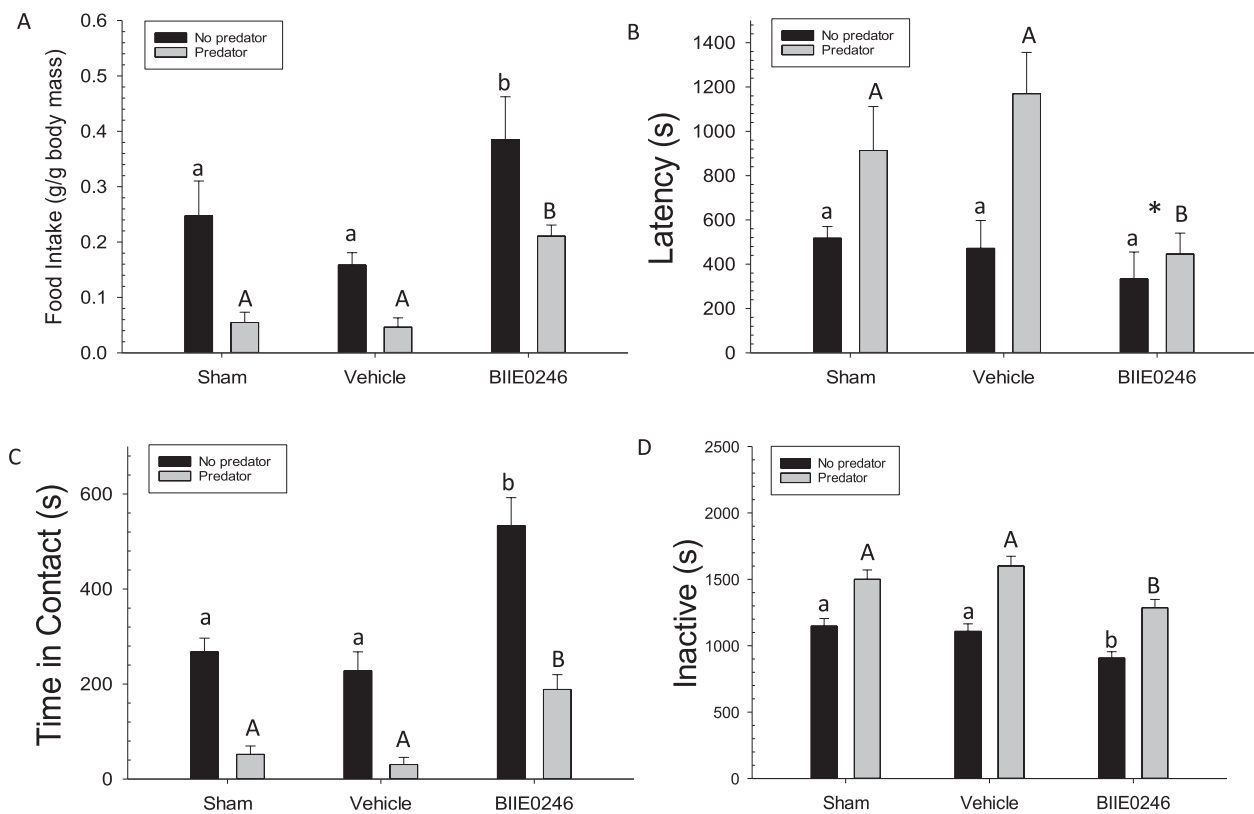 A
Food Intake (g/g body mass)
0.6
0.5
0.4
0.3
0.2
0.1
0.0
No predator
Predator
a
A
a
A
b
B
Sham
Vehicle
BIIE0246
B
Latency (s)
1400
1200
1000
800
600
400
200
0
No predator
Predator
a
A
a
A
a
*
B
Sham
Vehicle
BIIE0246
C
Time in Contact (s)
600
400
200
0
No predator
Predator
a
A
a
A
b
B
Sham
Vehicle
BIIE0246
D
Inactive (s)
2500
2000
1500
1000
500
0
No predator
Predator
a
A
a
A
b
B
Sham
Vehicle
BIIE0246